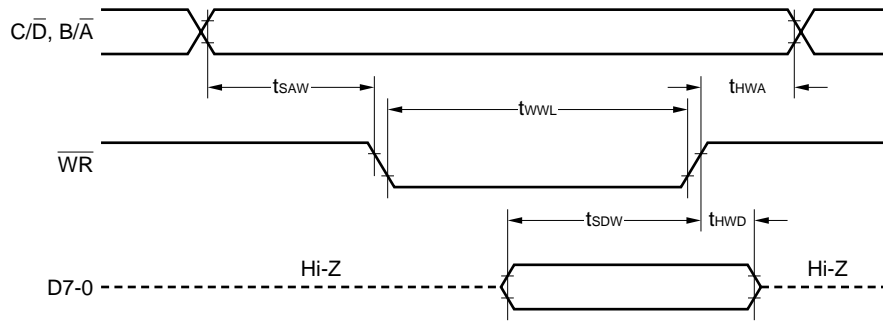 C/D̅, B/A̅
tSAW
tHWA
tWWL
W̅R̅
tSDW
tHWD
Hi-Z
Hi-Z
D7-0